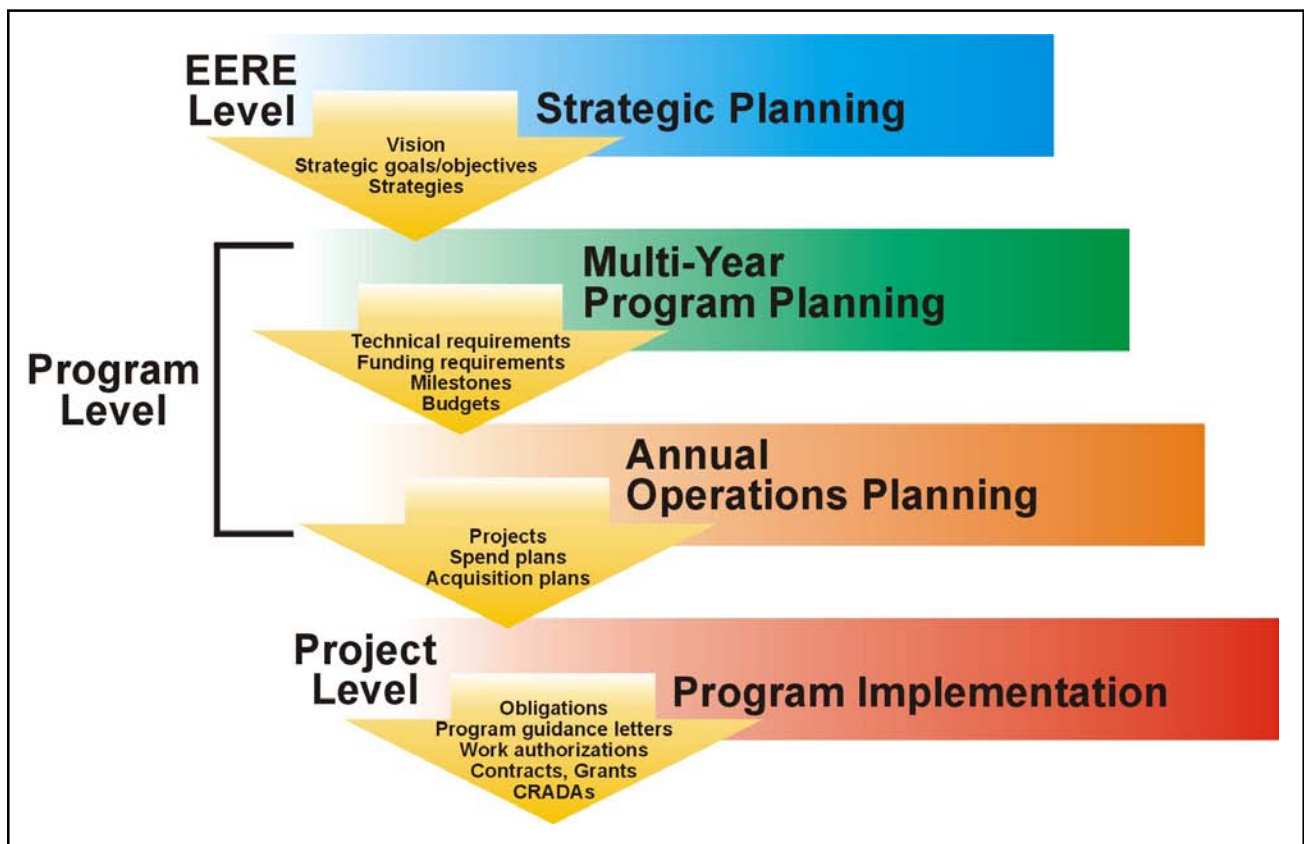 EERE
Level
Strategic Planning
Vision
Strategic goals/objectives
Strategies
Program
Level
Multi-Year
Program Planning
Technical requirements
Funding requirements
Milestones
Budgets
Annual
Operations Planning
Projects
Spend plans
Acquisition plans
Project
Level
Program Implementation
Obligations
Program guidance letters
Work authorizations
Contracts, Grants
CRADAs